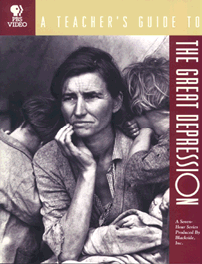 PBS
VIDEO
A TEACHER'S GUIDE TO
THE GREAT DEPRESSION
A Seven-
Hour Series
Produced By
Blackside,
Inc.